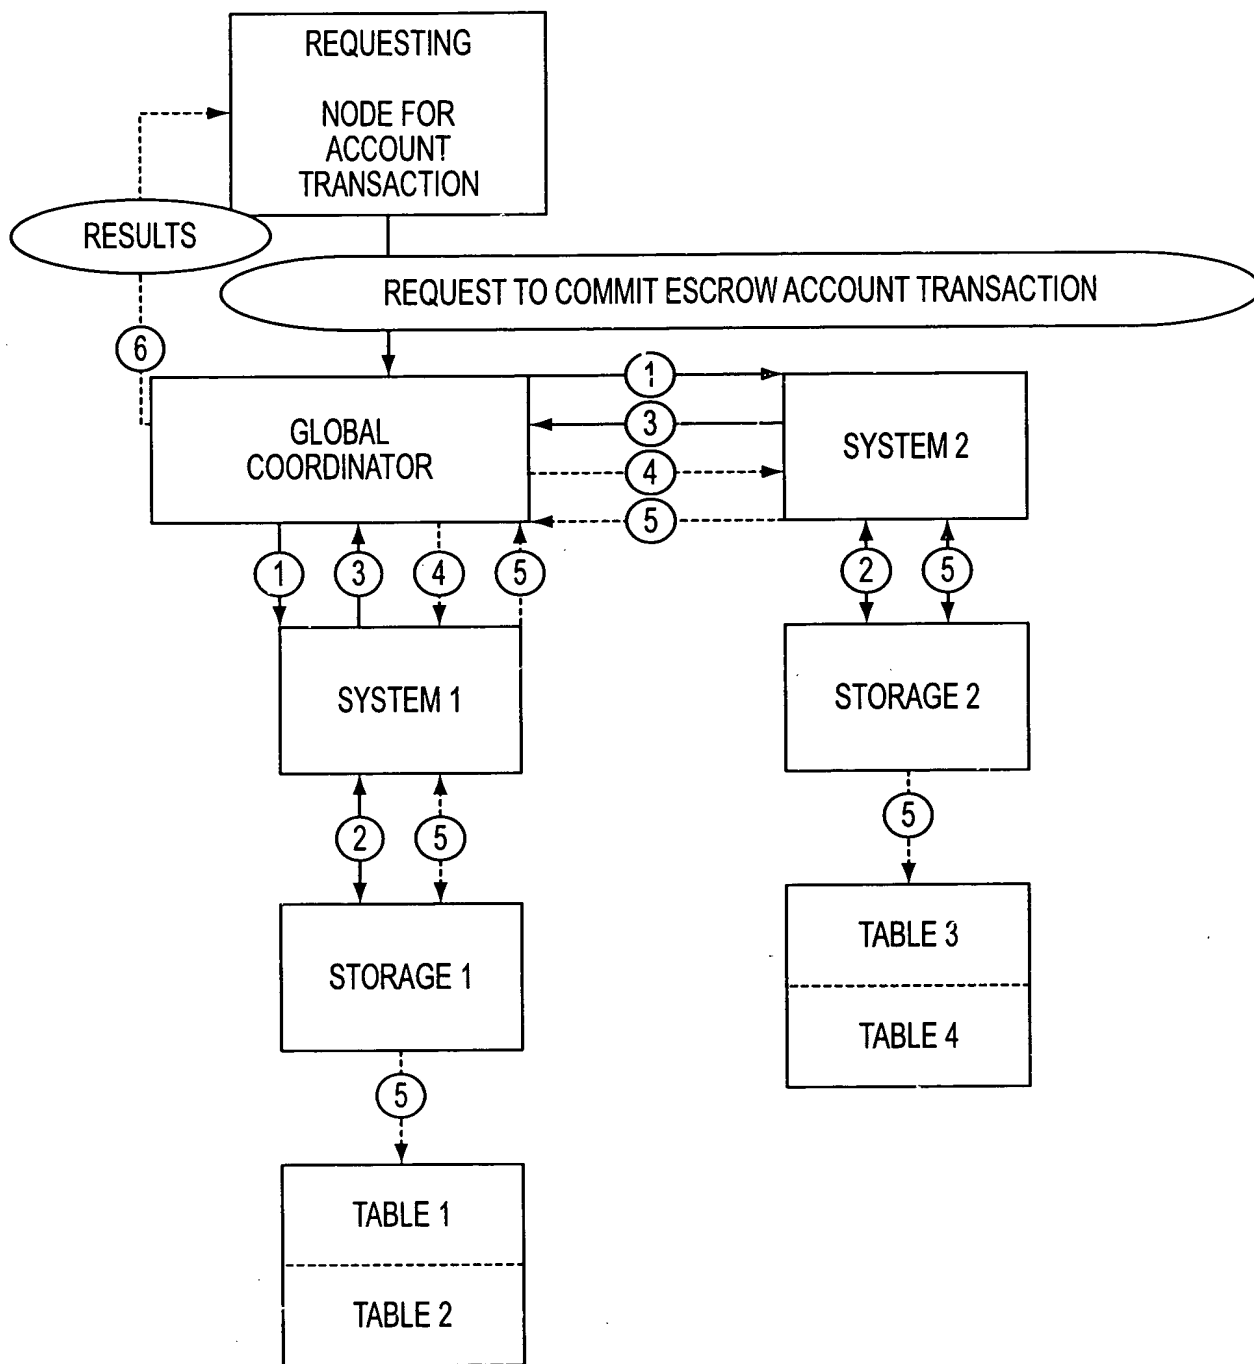 REQUESTING
NODE FOR
ACCOUNT
TRANSACTION
RESULTS
REQUEST TO COMMIT ESCROW ACCOUNT TRANSACTION
6
GLOBAL
COORDINATOR
1
3
4
5
SYSTEM 2
1
3
4
5
2
5
SYSTEM 1
STORAGE 2
2
5
5
STORAGE 1
TABLE 3
TABLE 4
5
TABLE 1
TABLE 2